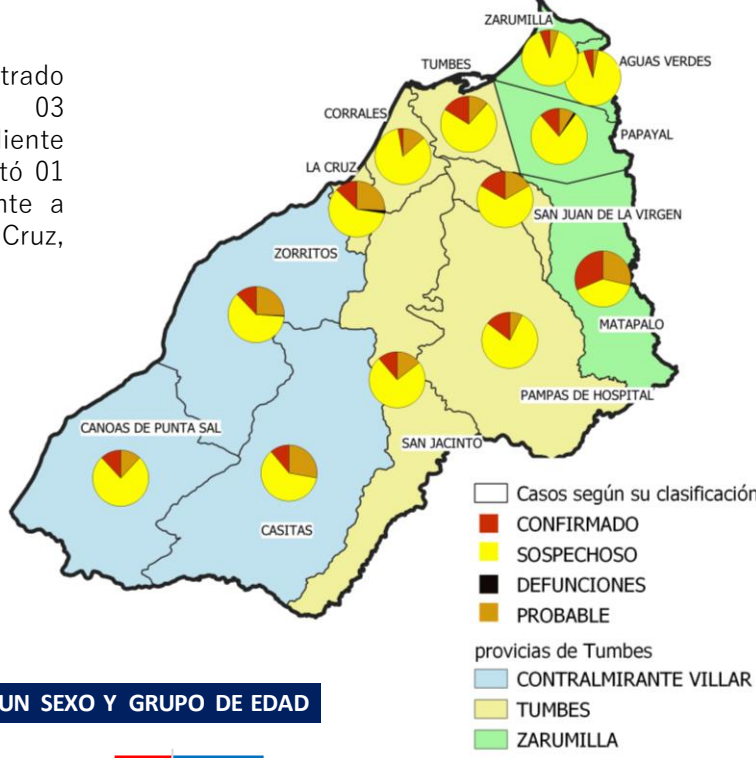 trado
03
diente
tó 01
nte a
Cruz,
ZARUMILLA
AGUAS VERDES
TUMBES
CORRALES
PAPAYAL
LA CRUZ
SAN JUAN DE LA VIRGEN
ZORRITOS
MATAPALO
PAMPAS DE HOSPITAL
CANOAS DE PUNTA SAL
SAN JACINTO
CASITAS
Casos según su clasificación
CONFIRMADO
SOSPECHOSO
DEFUNCIONES
PROBABLE
provicias de Tumbes
CONTRALMIRANTE VILLAR
TUMBES
ZARUMILLA
UN SEXO Y GRUPO DE EDAD